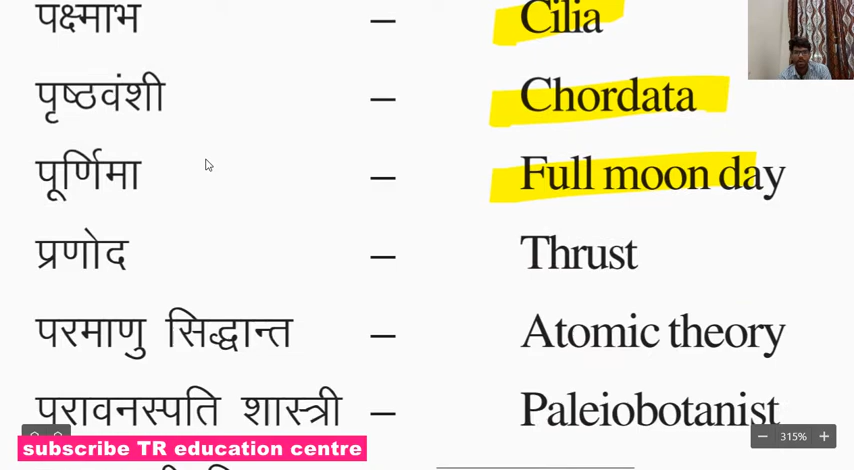 पक्ष्माभ – Cilia
पृष्ठवंशी – Chordata
पूर्णिमा – Full moon day
प्रणोद – Thrust
परमाणु सिद्धान्त – Atomic theory
परावनस्पति शास्त्री – Paleiobotanist
subscribe TR education centre
315%